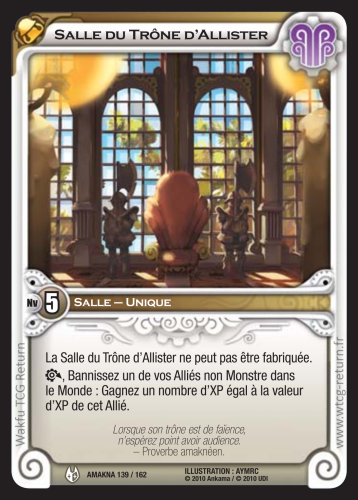 Salle du Trône d'Allister
Nv 5
Salle – Unique
La Salle du Trône d'Allister ne peut pas être fabriquée.
, Bannissez un de vos Alliés non Monstre dans
le Monde : Gagnez un nombre d'XP égal à la valeur
d'XP de cet Allié.
Lorsque son trône est de faïence,
n'espérez point avoir audience.
– Proverbe amaknéen.
AMAKNA 139 / 162
ILLUSTRATION : AYMRC
© 2010 Ankama / © 2010 UDI
Wakfu TCG Return
www.wtcg-return.fr